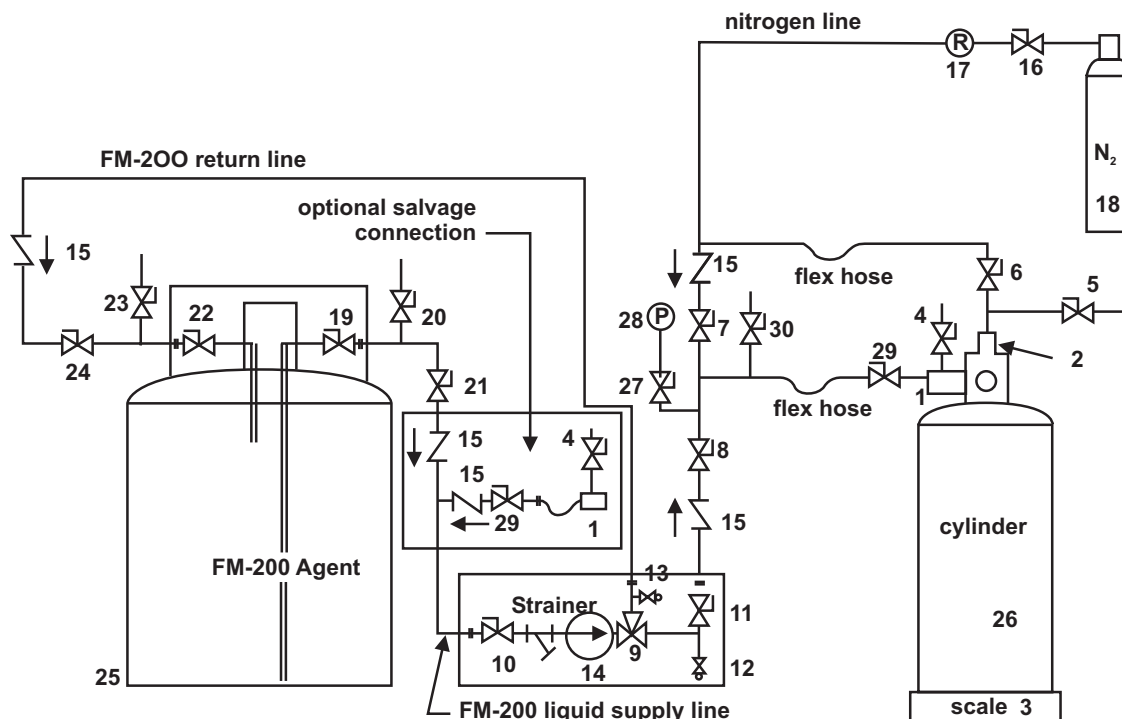 nitrogen line
R
17
16
N2
18
FM-2OO return line
optional salvage
connection
15
23
22
19
20
24
21
15
4
15
29
1
28 P
15
7
30
27
flex hose
6
5
4
2
29
1
flex hose
8
15
FM-200 Agent
25
13
Strainer
11
10
14
9
12
FM-200 liquid supply line
cylinder
26
scale 3